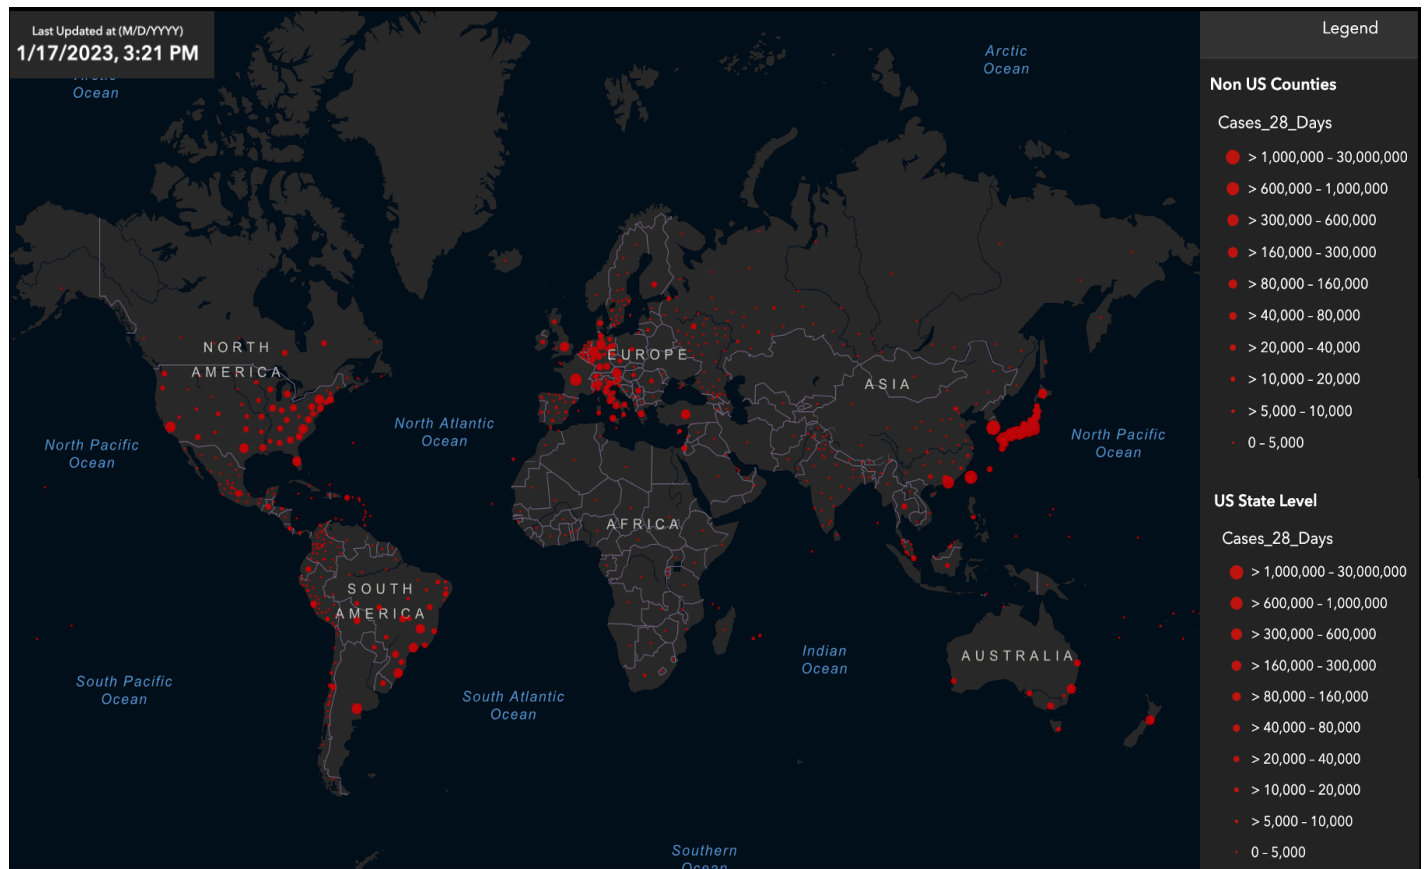 Last Updated at (M/D/YYYY)
1/17/2023, 3:21 PM
Ocean
Arctic
Ocean
NORTH
AMERICA
EUROPE
ASIA
North Atlantic
Ocean
North Pacific
Ocean
North Pacific
Ocean
AFRICA
SOUTH
AMERICA
Indian
Ocean
AUSTRALIA
South Pacific
Ocean
South Atlantic
Ocean
Southern
Ocean
Legend
Non US Counties
Cases_28_Days
> 1,000,000 – 30,000,000
> 600,000 – 1,000,000
> 300,000 – 600,000
> 160,000 – 300,000
> 80,000 – 160,000
> 40,000 – 80,000
> 20,000 – 40,000
> 10,000 – 20,000
> 5,000 – 10,000
0 – 5,000
US State Level
Cases_28_Days
> 1,000,000 – 30,000,000
> 600,000 – 1,000,000
> 300,000 – 600,000
> 160,000 – 300,000
> 80,000 – 160,000
> 40,000 – 80,000
> 20,000 – 40,000
> 10,000 – 20,000
> 5,000 – 10,000
0 – 5,000